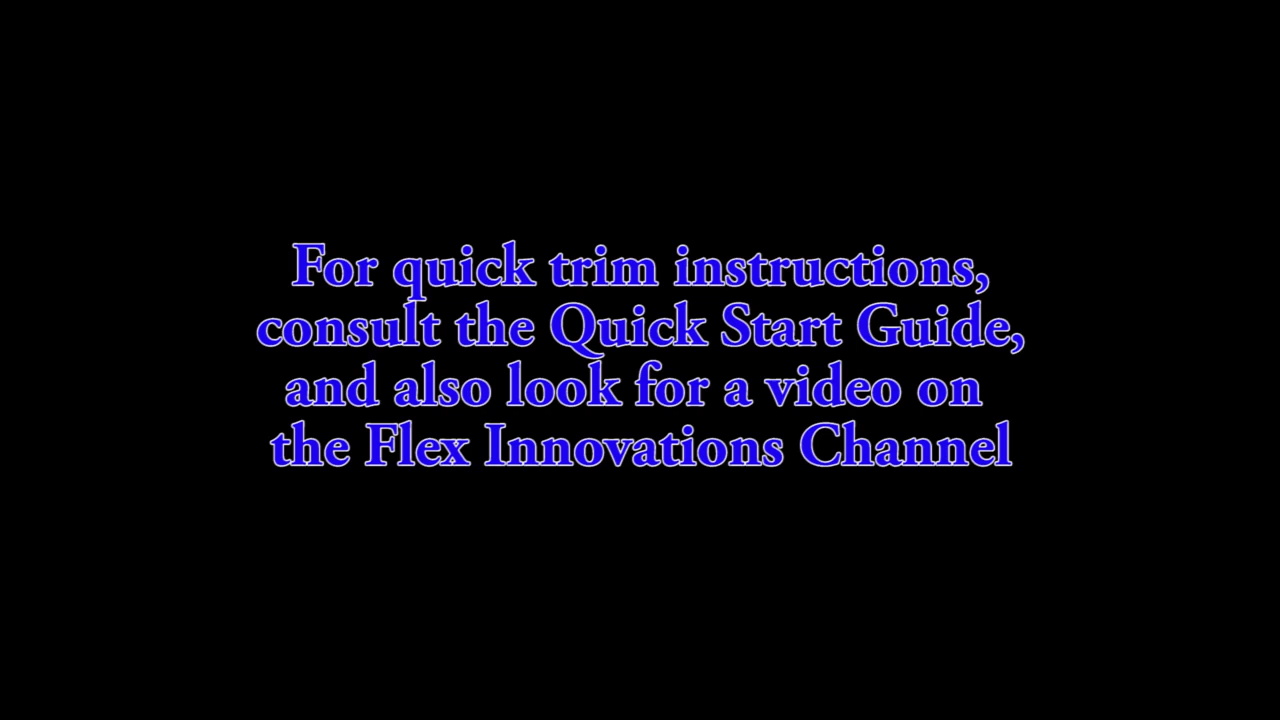 For quick trim instructions,
consult the Quick Start Guide,
and also look for a video on
the Flex Innovations Channel